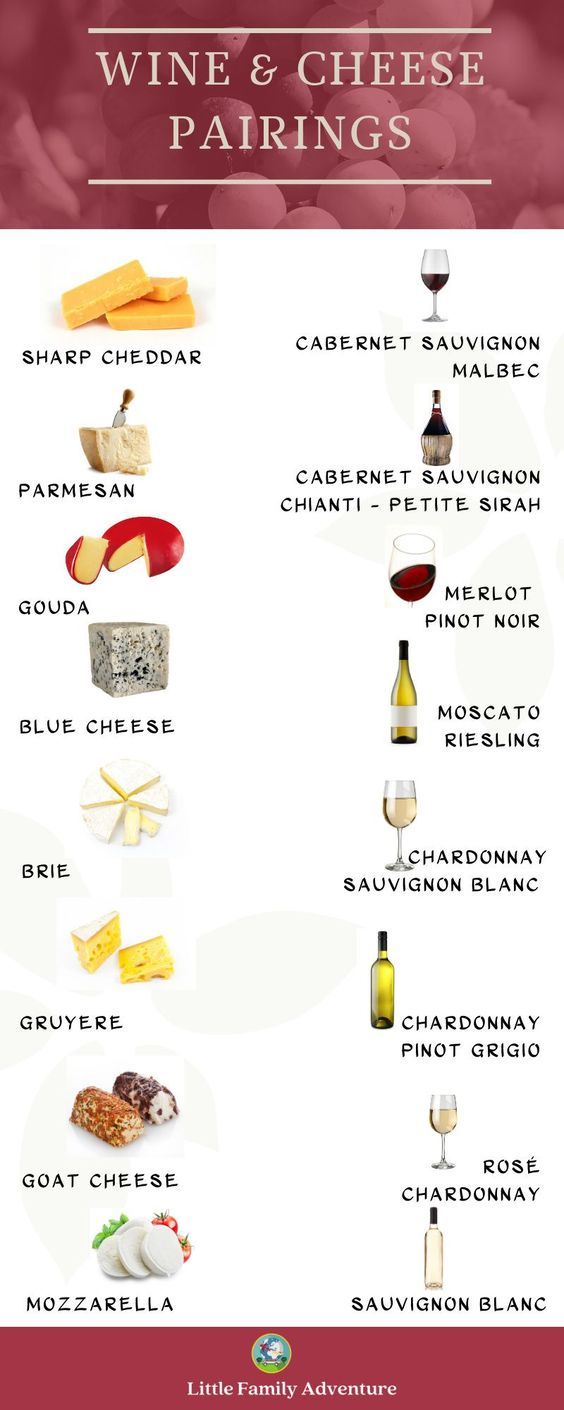 WINE & CHEESE
PAIRINGS
SHARP CHEDDAR
CABERNET SAUVIGNON
MALBEC
PARMESAN
CABERNET SAUVIGNON
CHIANTI - PETITE SIRAH
GOUDA
MERLOT
PINOT NOIR
BLUE CHEESE
MOSCATO
RIESLING
BRIE
CHARDONNAY
SAUVIGNON BLANC
GRUYERE
CHARDONNAY
PINOT GRIGIO
GOAT CHEESE
ROSÉ
CHARDONNAY
MOZZARELLA
SAUVIGNON BLANC
Little Family Adventure